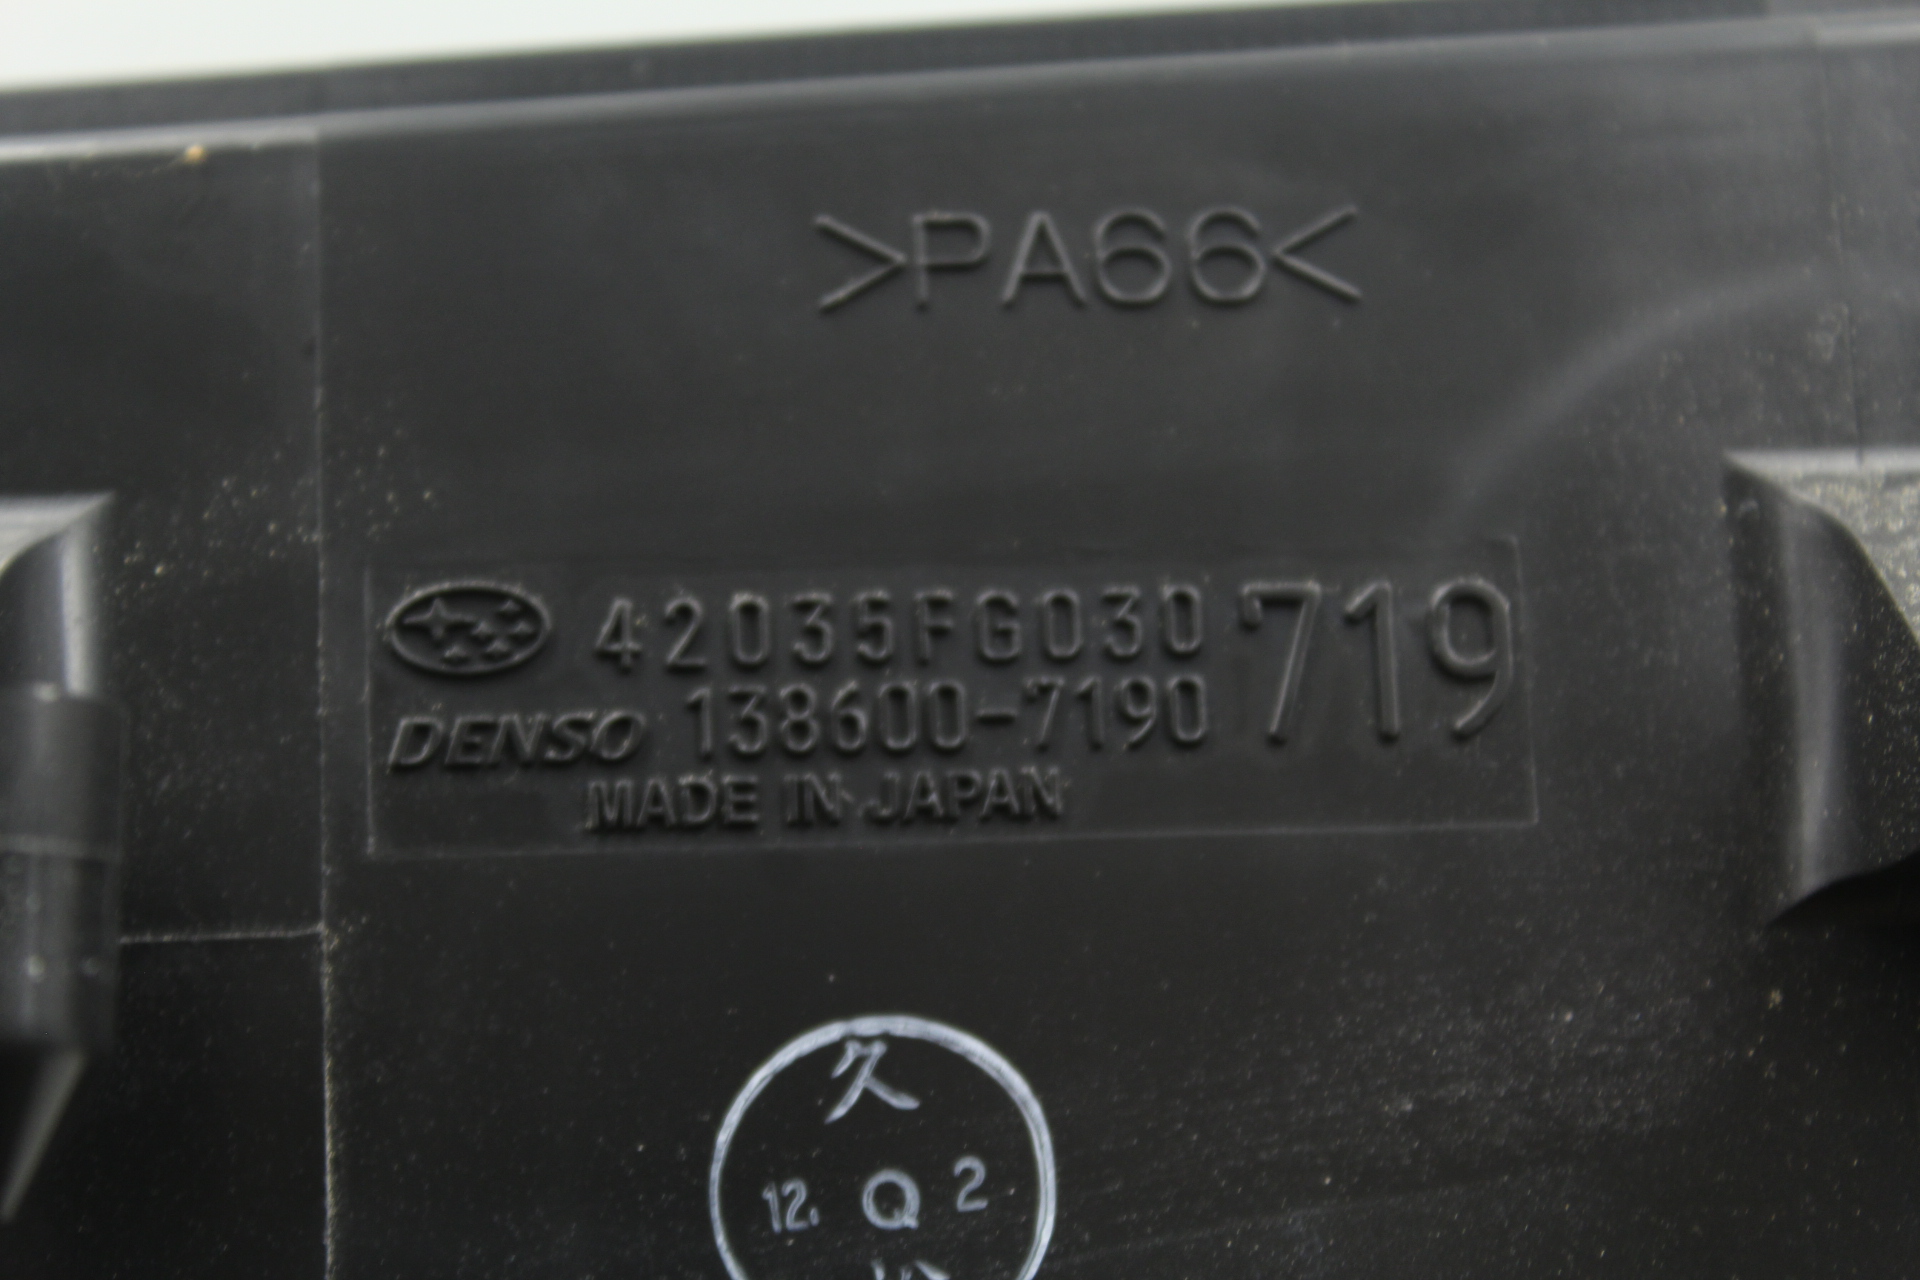 >PA66<
42035FG030 719
DENSO 138600-7190
MADE IN JAPAN
久
12. Q 2